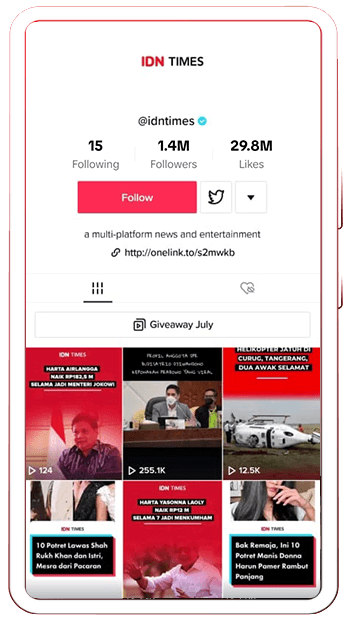 IDN TIMES
@idntimes
15
1.4M
29.8M
Following
Followers
Likes
Follow
a multi-platform news and entertainment
http://onelink.to/s2mwkb
Giveaway July
IDN TIMES
HARTA AIRLANGGA
NAIK RP182,5 M
SELAMA JADI MENTERI JOKOWI
124
PROFIL ANGGOTA DPR
KEPONAKAN PRABOWO YANG VIRAL
255.1K
HELIKOPTER JATUH DI
CURUG, TANGERANG,
DUA AWAK SELAMAT
12.5K
IDN TIMES
10 Potret Lawas Shah
Rukh Khan dan Istri,
Mesra dari Pacaran
IDN TIMES
HARTA YASONNA LAOLY
NAIK RP12 M
SELAMA 7 JADI MENKUMHAM
IDN TIMES
Bak Remaja, Ini 10
Potret Manis Donna
Harun Pamer Rambut
Panjang